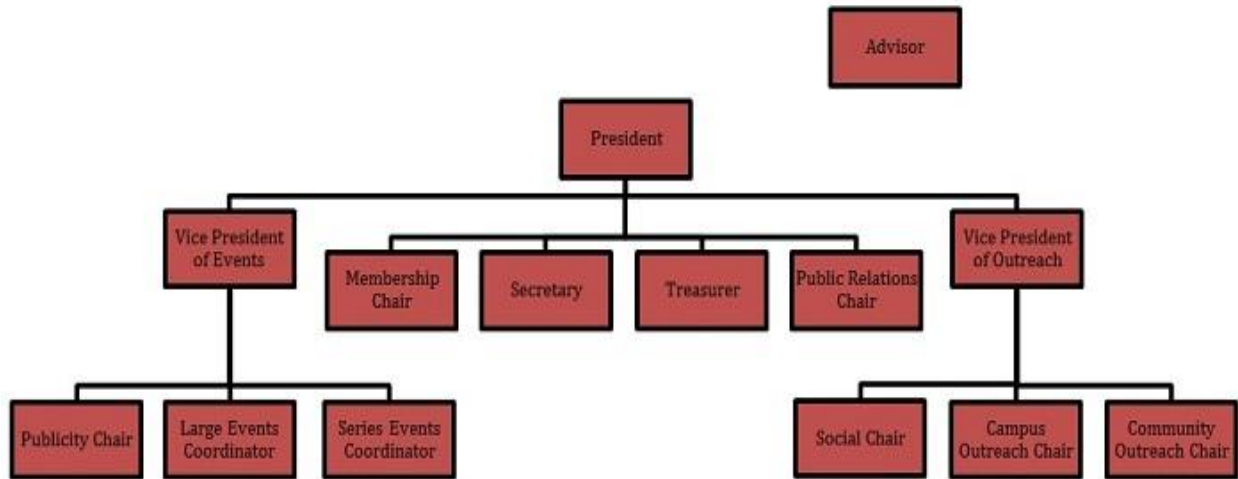 Advisor
President
Vice President
of Events
Vice President
of Outreach
Membership
Chair
Secretary
Treasurer
Public Relations
Chair
Publicity Chair
Large Events
Coordinator
Series Events
Coordinator
Social Chair
Campus
Outreach Chair
Community
Outreach Chair